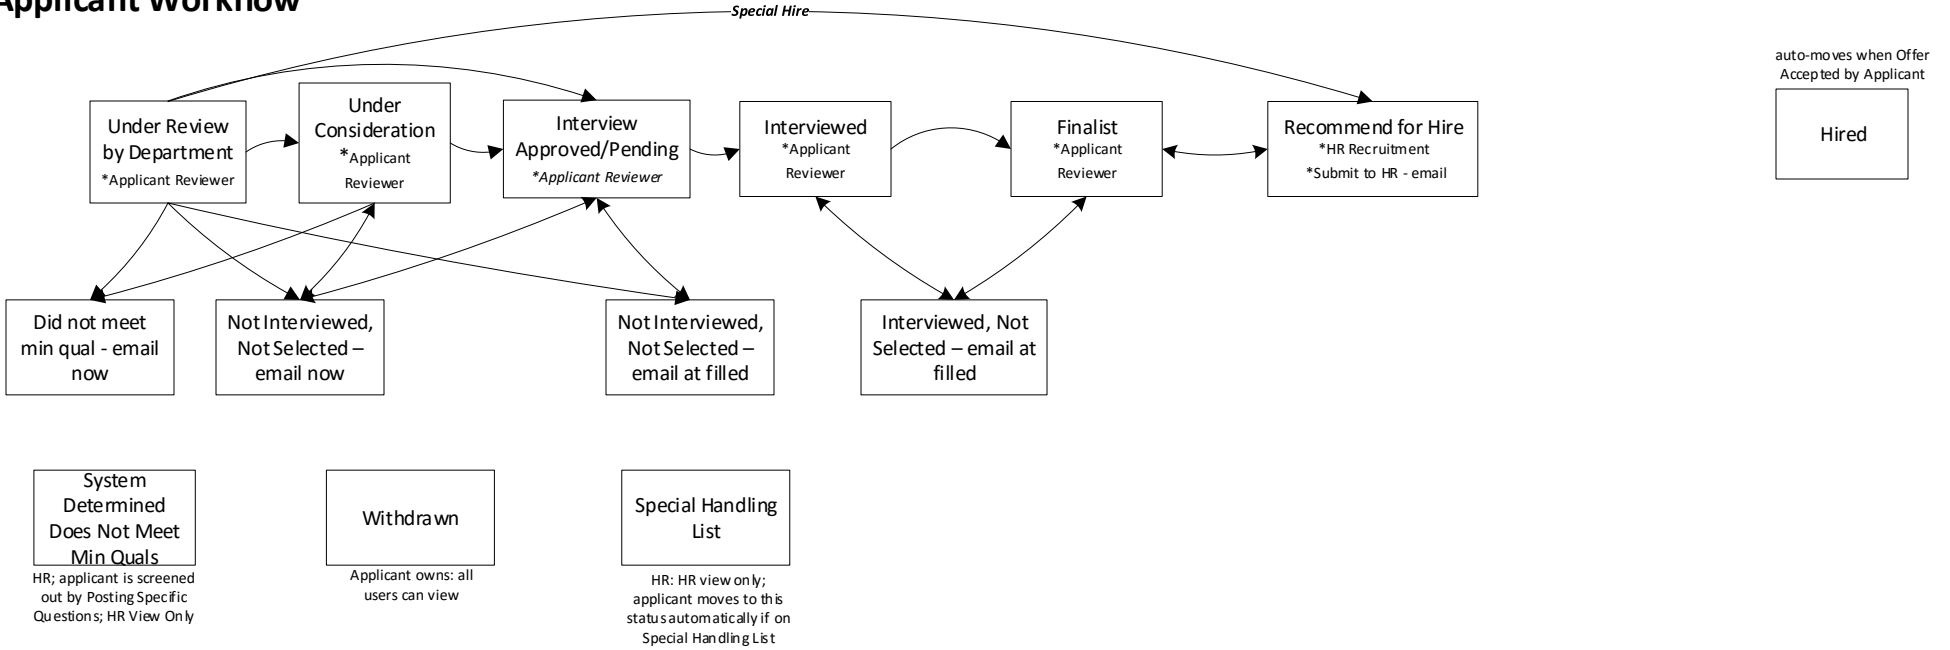 Applicant Workflow
Special Hire
auto-moves when Offer
Accepted by Applicant
Under Review
by Department
*Applicant Reviewer
Under
Consideration
*Applicant
Reviewer
Interview
Approved/Pending
*Applicant Reviewer
Interviewed
*Applicant
Reviewer
Finalist
*Applicant
Reviewer
Recommend for Hire
*HR Recruitment
*Submit to HR - email
Hired
Did not meet
min qual - email
now
Not Interviewed,
Not Selected –
email now
Not Interviewed,
Not Selected –
email at filled
Interviewed, Not
Selected – email at
filled
System
Determined
Does Not Meet
Min Quals
HR; applicant is screened
out by Posting Specific
Questions; HR View Only
Withdrawn
Applicant owns: all
users can view
Special Handling
List
HR: HR view only;
applicant moves to this
status automatically if on
Special Handling List